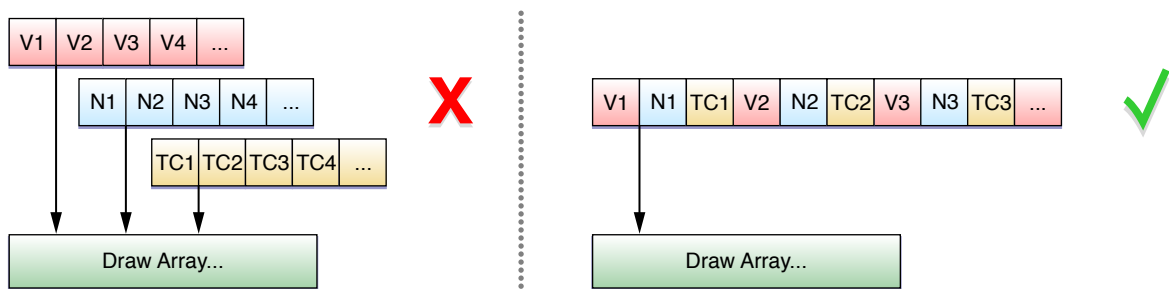 V1 V2 V3 V4 ...
N1 N2 N3 N4 ...
TC1 TC2 TC3 TC4 ...
Draw Array...
V1 N1 TC1 V2 N2 TC2 V3 N3 TC3 ...
Draw Array...